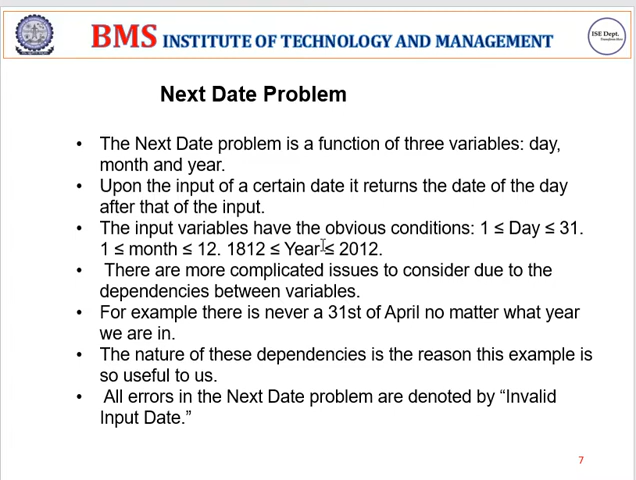 BMS INSTITUTE OF TECHNOLOGY AND MANAGEMENT
ISE Dept.
Next Date Problem
• The Next Date problem is a function of three variables: day,
month and year.
• Upon the input of a certain date it returns the date of the day
after that of the input.
• The input variables have the obvious conditions: 1 ≤ Day ≤ 31.
1 ≤ month ≤ 12. 1812 ≤ Year ≤ 2012.
• There are more complicated issues to consider due to the
dependencies between variables.
• For example there is never a 31st of April no matter what year
we are in.
• The nature of these dependencies is the reason this example is
so useful to us.
• All errors in the Next Date problem are denoted by “Invalid
Input Date.”
7